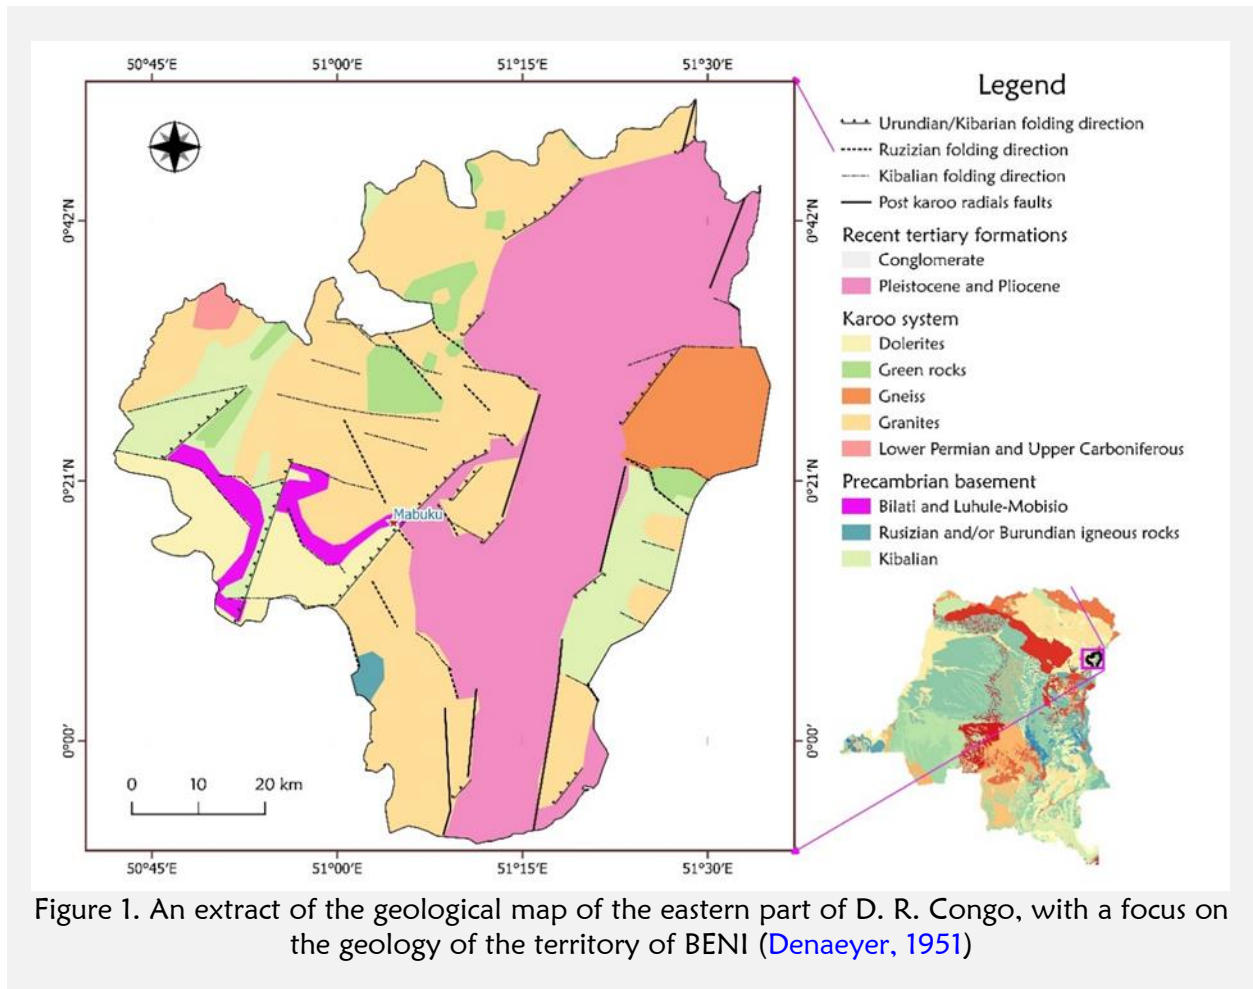 50°45′E 51°00′E 51°15′E 51°30′E
0°42′N 0°42′N
0°21′N 0°21′N
0°00′ 0°00′
Mabuku
0 10 20 km
50°45′E 51°00′E 51°15′E 51°30′E
Legend
Urundian/Kibarian folding direction
Ruzizian folding direction
Kibalian folding direction
Post karoo radials faults
Recent tertiary formations
Conglomerate
Pleistocene and Pliocene
Karoo system
Dolerites
Green rocks
Gneiss
Granites
Lower Permian and Upper Carboniferous
Precambrian basement
Bilati and Luhule-Mobisio
Rusizian and/or Burundian igneous rocks
Kibalian
Figure 1. An extract of the geological map of the eastern part of D. R. Congo, with a focus on
the geology of the territory of BENI (Denaeyer, 1951)